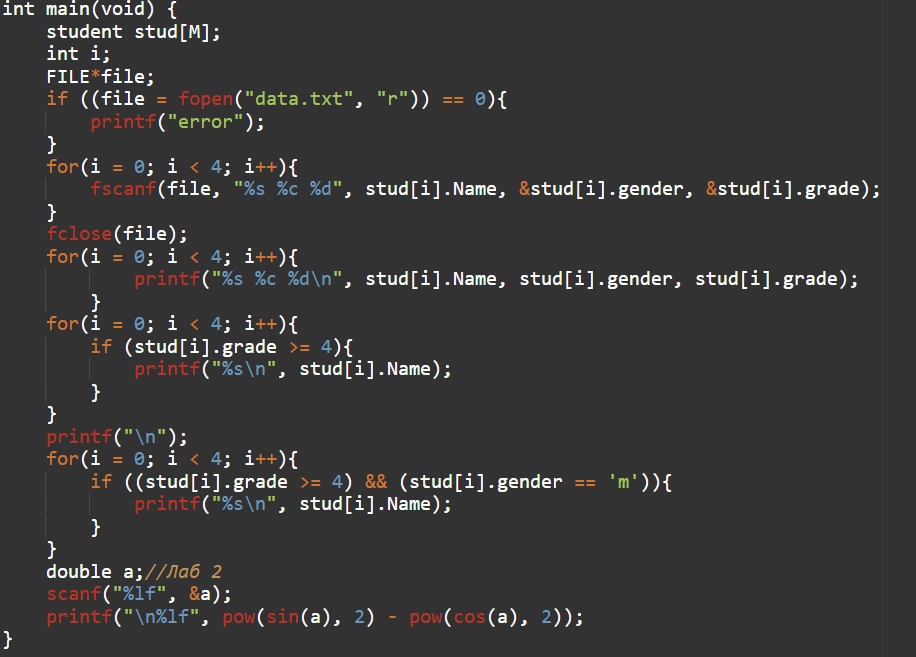 int main(void) {
    student stud[M];
    int i;
    FILE*file;
    if ((file = fopen("data.txt", "r")) == 0){
        printf("error");
    }
    for(i = 0; i < 4; i++){
        fscanf(file, "%s %c %d", stud[i].Name, &stud[i].gender, &stud[i].grade);
    }
    fclose(file);
    for(i = 0; i < 4; i++){
            printf("%s %c %d\n", stud[i].Name, stud[i].gender, stud[i].grade);
        }
    for(i = 0; i < 4; i++){
        if (stud[i].grade >= 4){
            printf("%s\n", stud[i].Name);
        }
    }
    printf("\n");
    for(i = 0; i < 4; i++){
        if ((stud[i].grade >= 4) && (stud[i].gender == 'm')){
            printf("%s\n", stud[i].Name);
        }
    }
    double a;//Лаб 2
    scanf("%lf", &a);
    printf("\n%lf", pow(sin(a), 2) - pow(cos(a), 2));
}